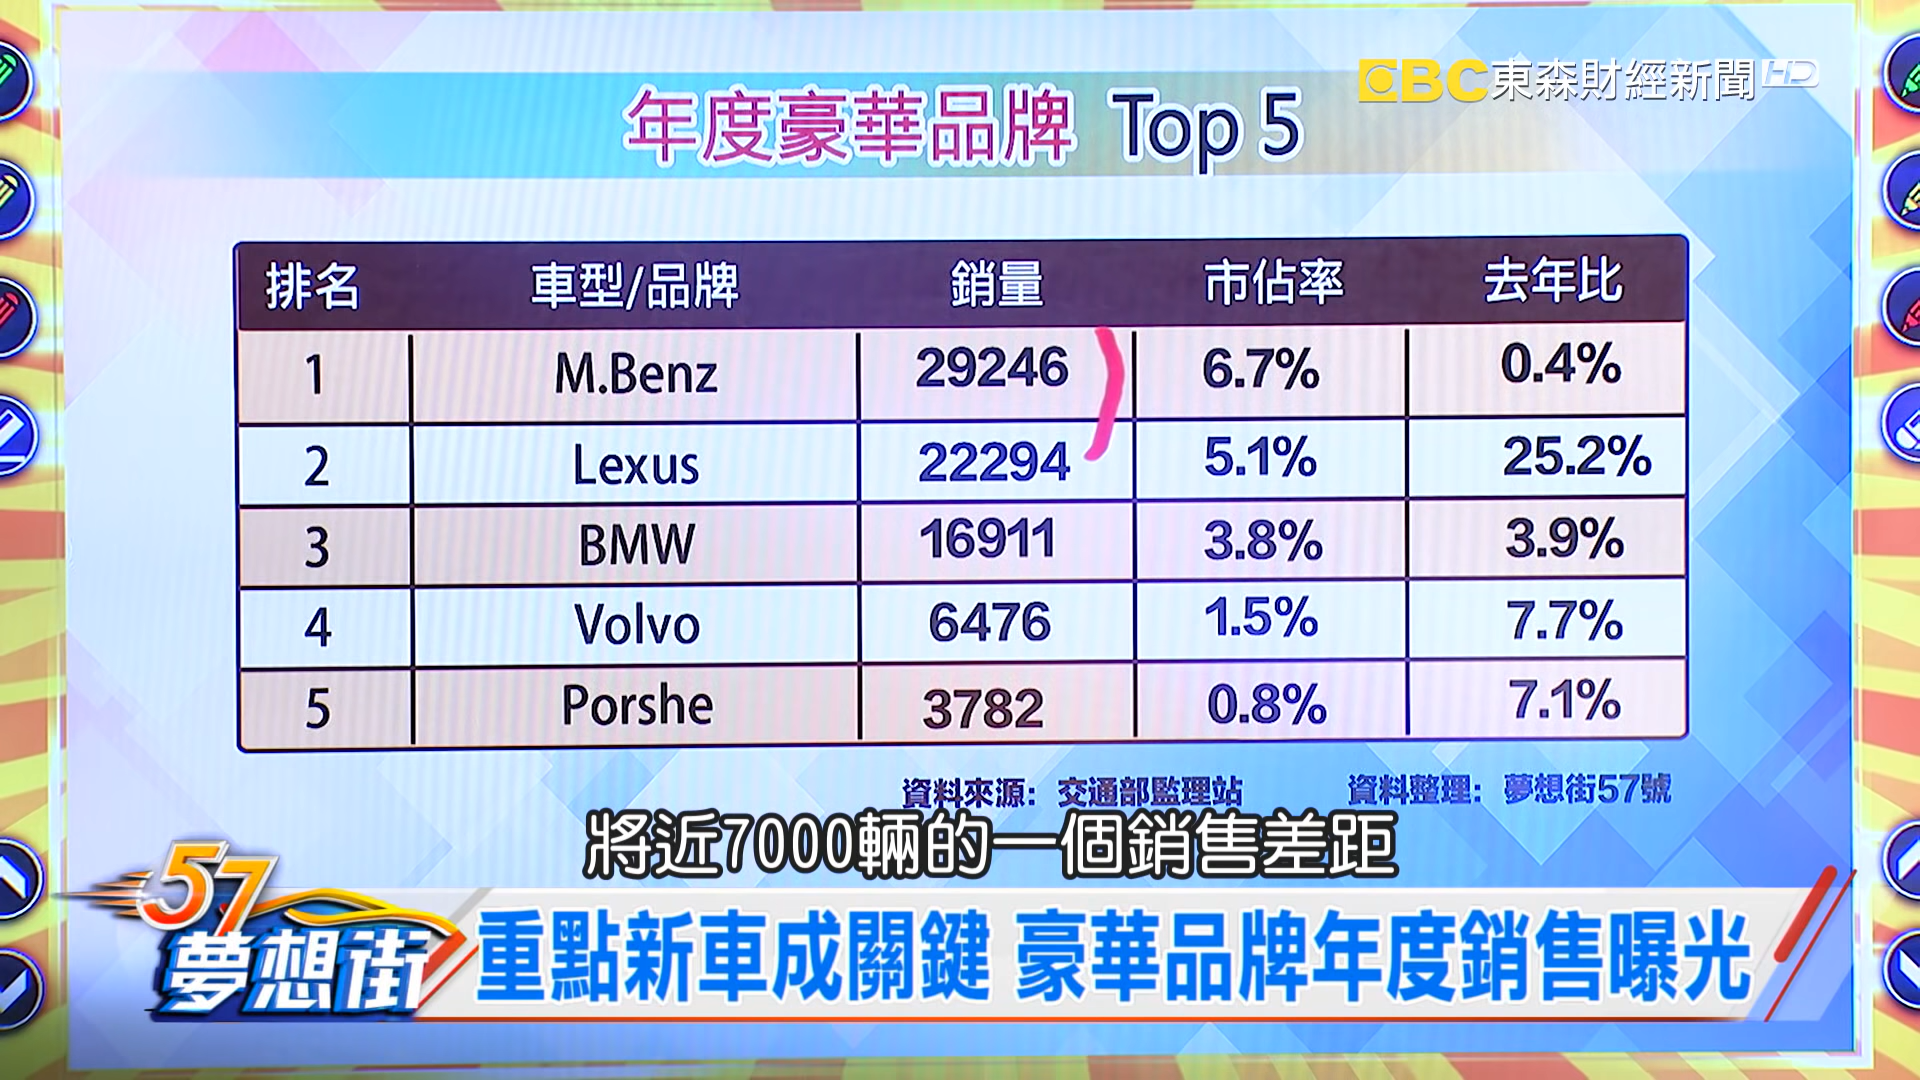 EBC東森財經新聞HD
年度豪華品牌 Top 5
排名 車型/品牌 銷量 市佔率 去年比
1 M.Benz 29246 6.7% 0.4%
2 Lexus 22294 5.1% 25.2%
3 BMW 16911 3.8% 3.9%
4 Volvo 6476 1.5% 7.7%
5 Porshe 3782 0.8% 7.1%
資料來源：交通部監理站 資料整理：夢想街57號
將近7000輛的一個銷售差距
57夢想街
重點新車成關鍵 豪華品牌年度銷售曝光